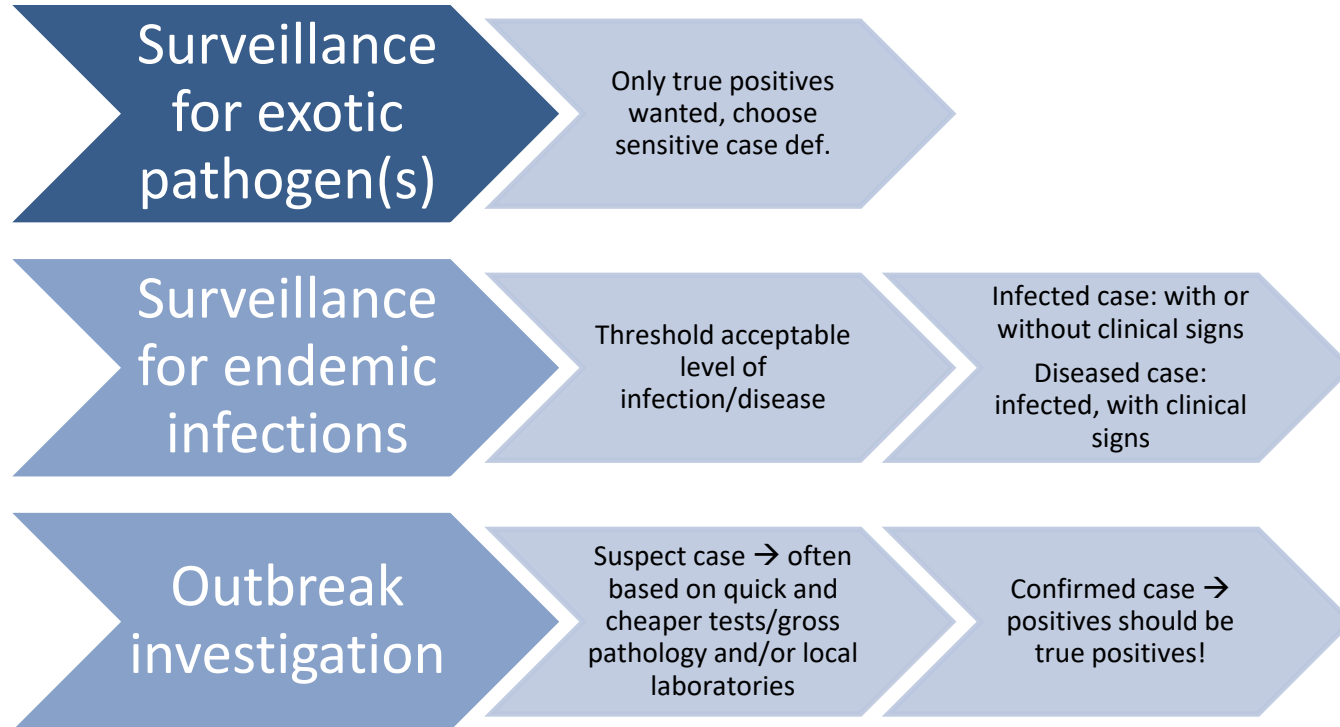 Surveillance
for exotic
pathogen(s)
Only true positives
wanted, choose
sensitive case def.
Surveillance
for endemic
infections
Threshold acceptable
level of
infection/disease
Infected case: with or
without clinical signs
Diseased case:
infected, with clinical
signs
Outbreak
investigation
Suspect case → often
based on quick and
cheaper tests/gross
pathology and/or local
laboratories
Confirmed case →
positives should be
true positives!